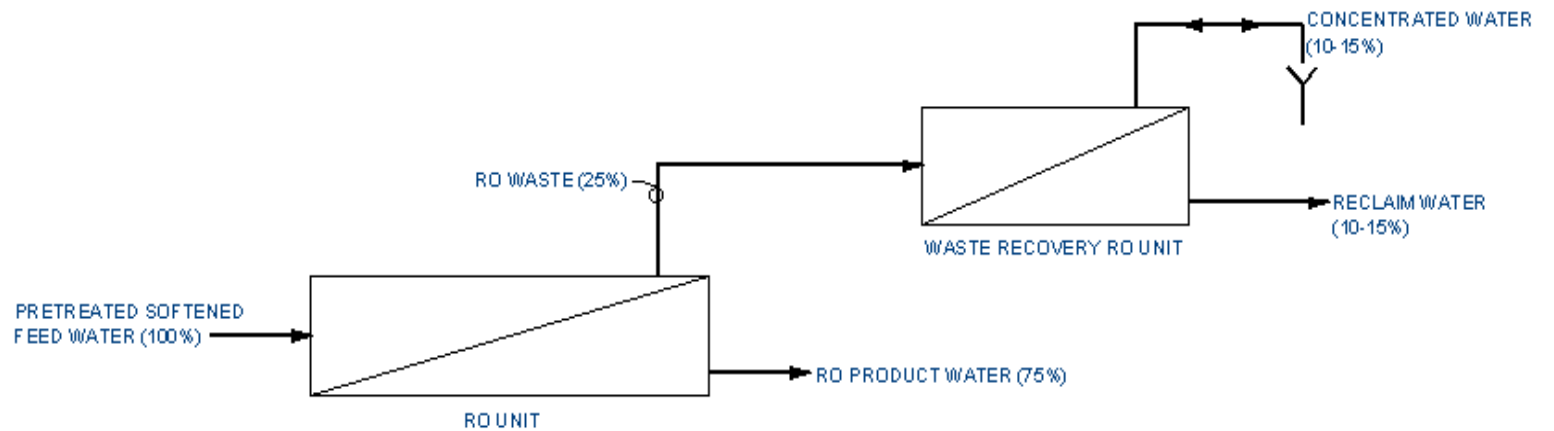 CONCENTRATED WATER
(10-15%)
RO WASTE (25%)
RECLAIM WATER
(10-15%)
WASTE RECOVERY RO UNIT
PRETREATED SOFTENED
FEED WATER (100%)
RO PRODUCT WATER (75%)
RO UNIT